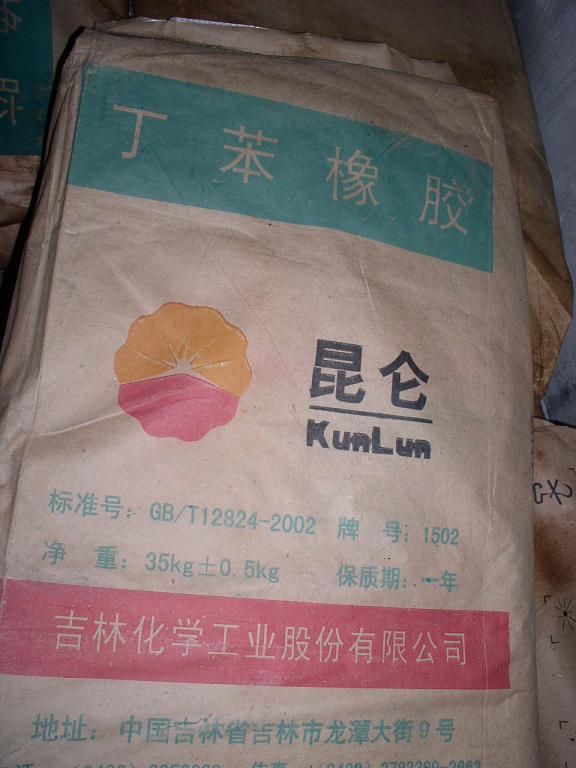 丁苯橡胶
昆仑
KunLun
标准号: GB/T12824-2002 牌 号: 1502
净 重: 35kg±0.5kg 保质期: 一年
吉林化学工业股份有限公司
地址: 中国吉林省吉林市龙潭大街9号